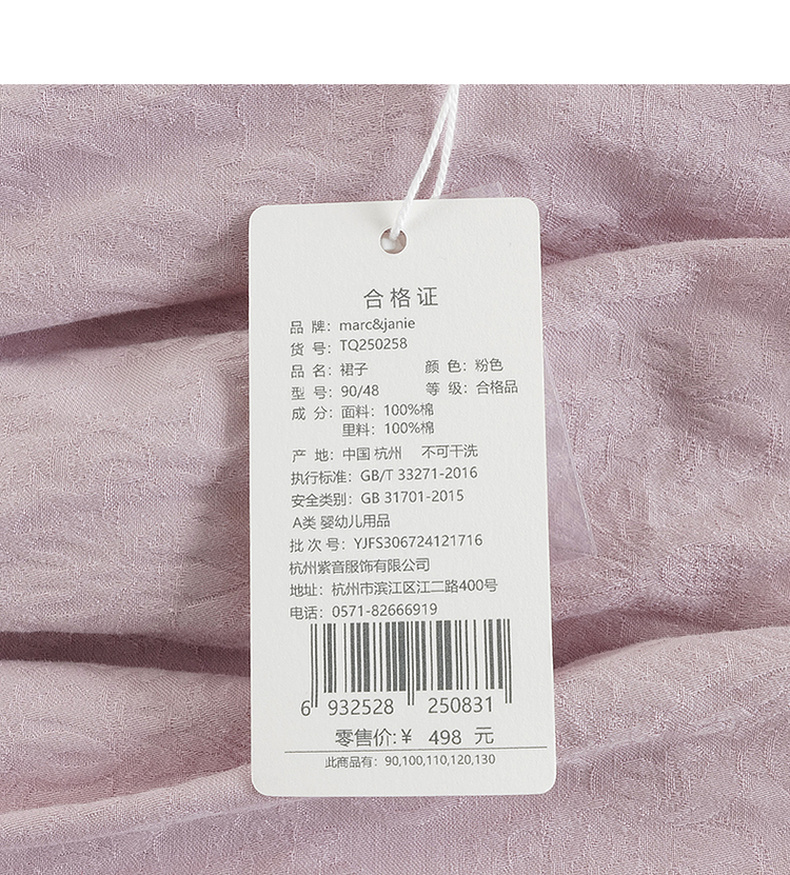 合格证
品 牌：marc&janie
货 号：TQ250258
品 名：裙子 颜 色：粉色
型 号：90/48 等 级：合格品
成 分：面料：100%棉
里料：100%棉
产 地：中国 杭州 不可干洗
执行标准：GB/T 33271-2016
安全类别：GB 31701-2015
A类 婴幼儿用品
批 次 号：YJFS306724121716
杭州紫音服饰有限公司
地址：杭州市滨江区江二路400号
电话：0571-82666919
6 932528 250831
零售价:¥ 498 元
此商品有：90,100,110,120,130